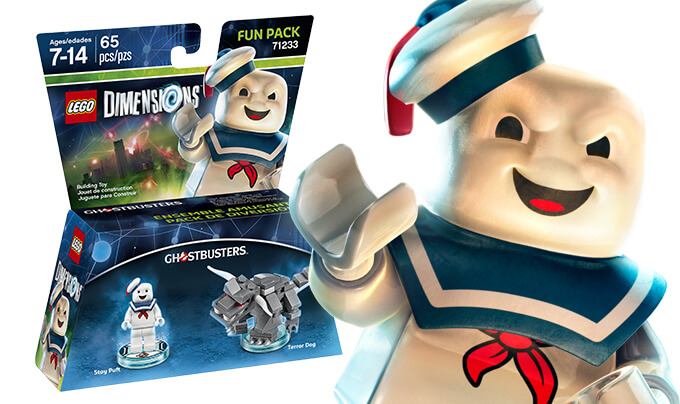 Ages/edades
7-14
65
pcs/pzs
FUN PACK
71233
LEGO DIMENSIONS
Building Toy
Jouet de construction
Juguete para Construir
GHOSTBUSTERS
ENSEMBLE AMUSANT
PACK DE DIVERSIÓN
LEGO DIMENSIONS
GHOSTBUSTERS™
Stay Puft
Terror Dog